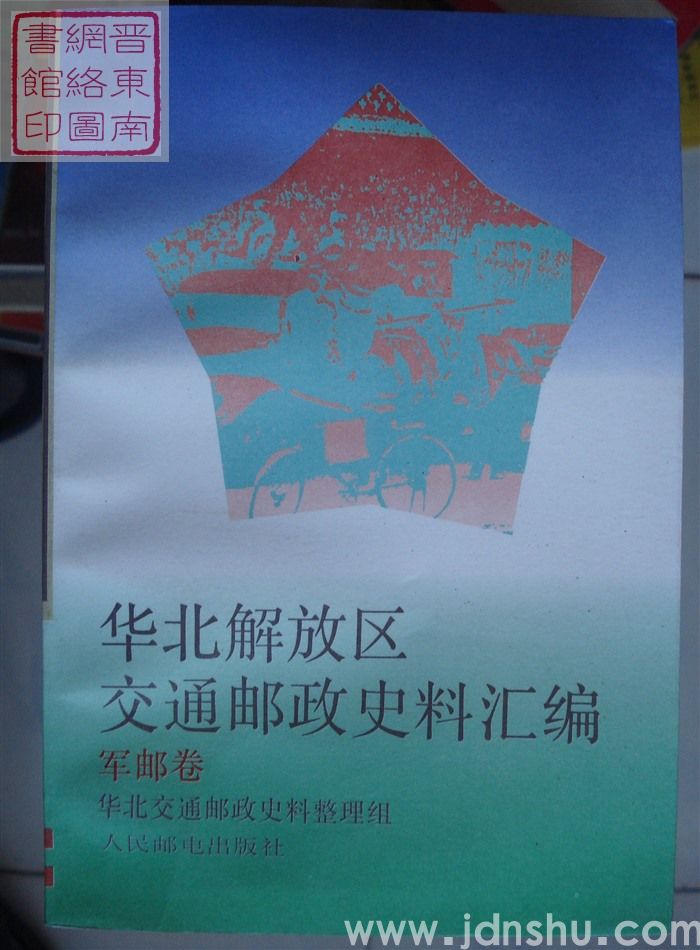 晋東南
網絡圖
書館印
华北解放区
交通邮政史料汇编
军邮卷
华北交通邮政史料整理组
人民邮电出版社
www.jdnshu.com